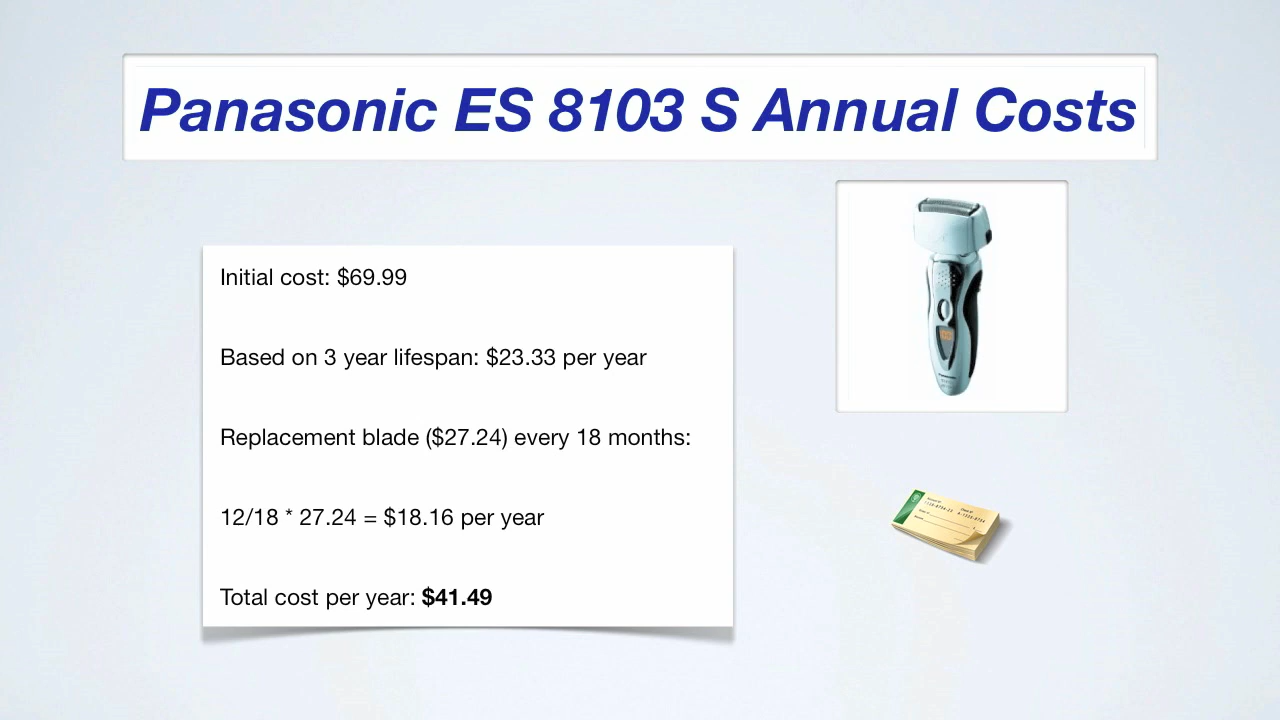 Panasonic ES 8103 S Annual Costs
Initial cost: $69.99
Based on 3 year lifespan: $23.33 per year
Replacement blade ($27.24) every 18 months:
12/18 * 27.24 = $18.16 per year
Total cost per year: $41.49